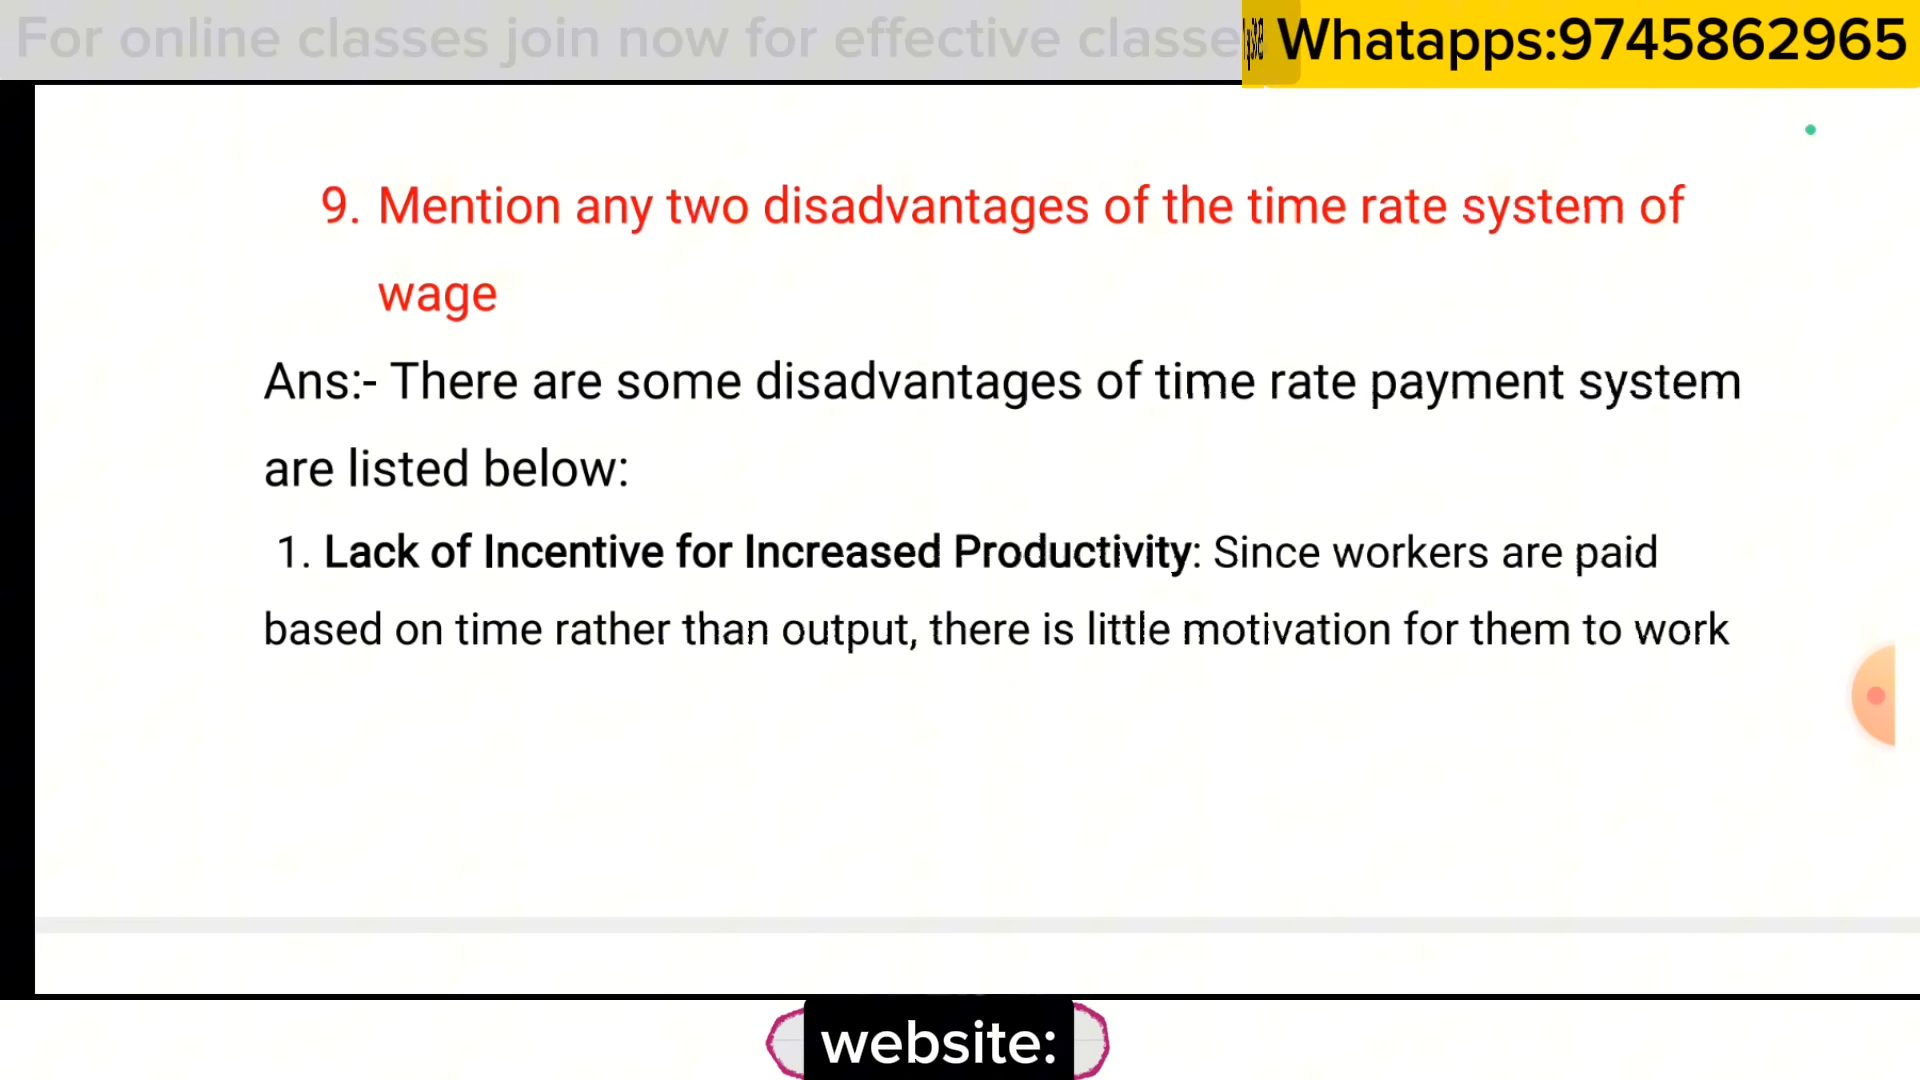 For online classes join now for effective classe
Whatapps:9745862965
9. Mention any two disadvantages of the time rate system of
wage
Ans:- There are some disadvantages of time rate payment system
are listed below:
1. Lack of Incentive for Increased Productivity: Since workers are paid
based on time rather than output, there is little motivation for them to work
website: